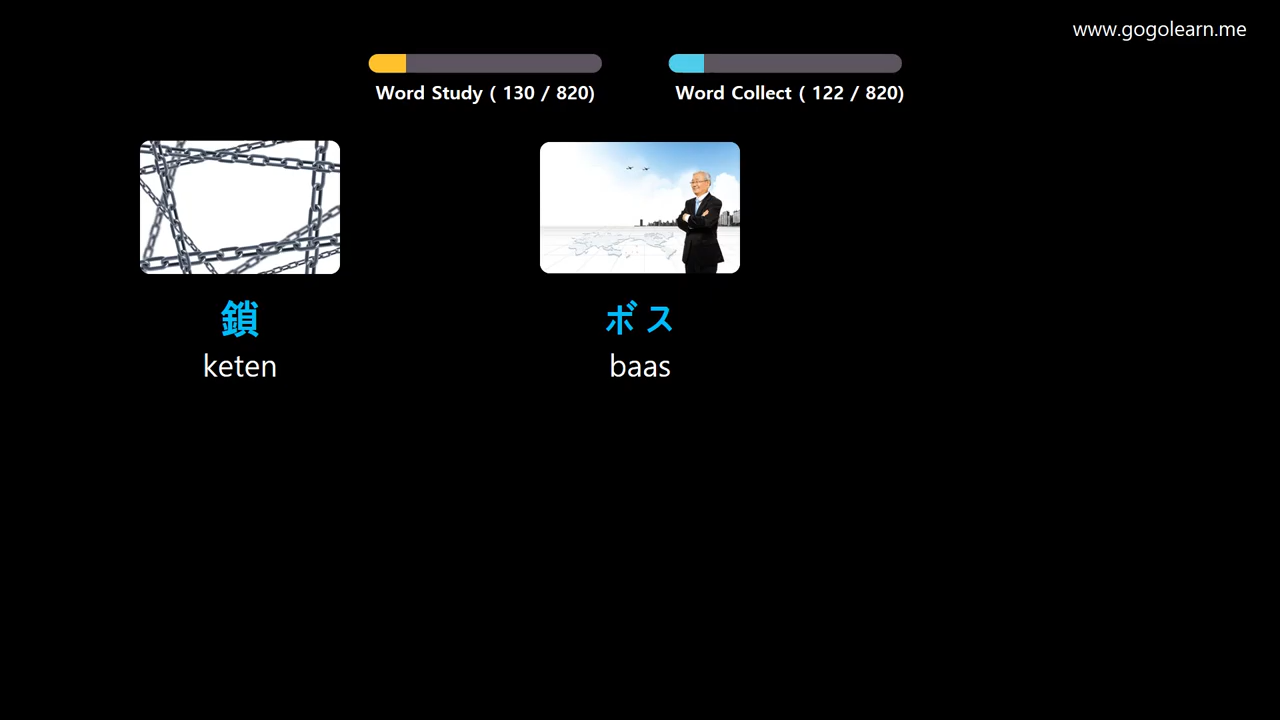 www.gogolearn.me
Word Study ( 130 / 820)
Word Collect ( 122 / 820)
鎖
keten
ボス
baas